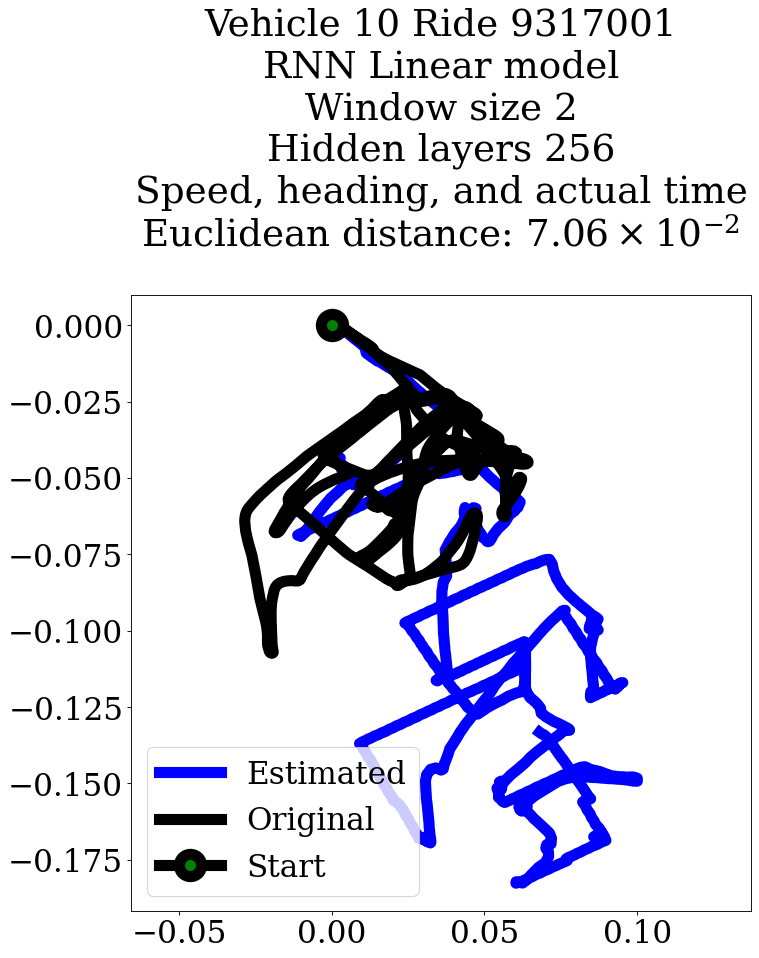 Vehicle 10 Ride 9317001
RNN Linear model
Window size 2
Hidden layers 256
Speed, heading, and actual time
Euclidean distance: 7.06 × 10⁻²
0.000
−0.025
−0.050
−0.075
−0.100
−0.125
−0.150
−0.175
Estimated
Original
Start
−0.05 0.00 0.05 0.10